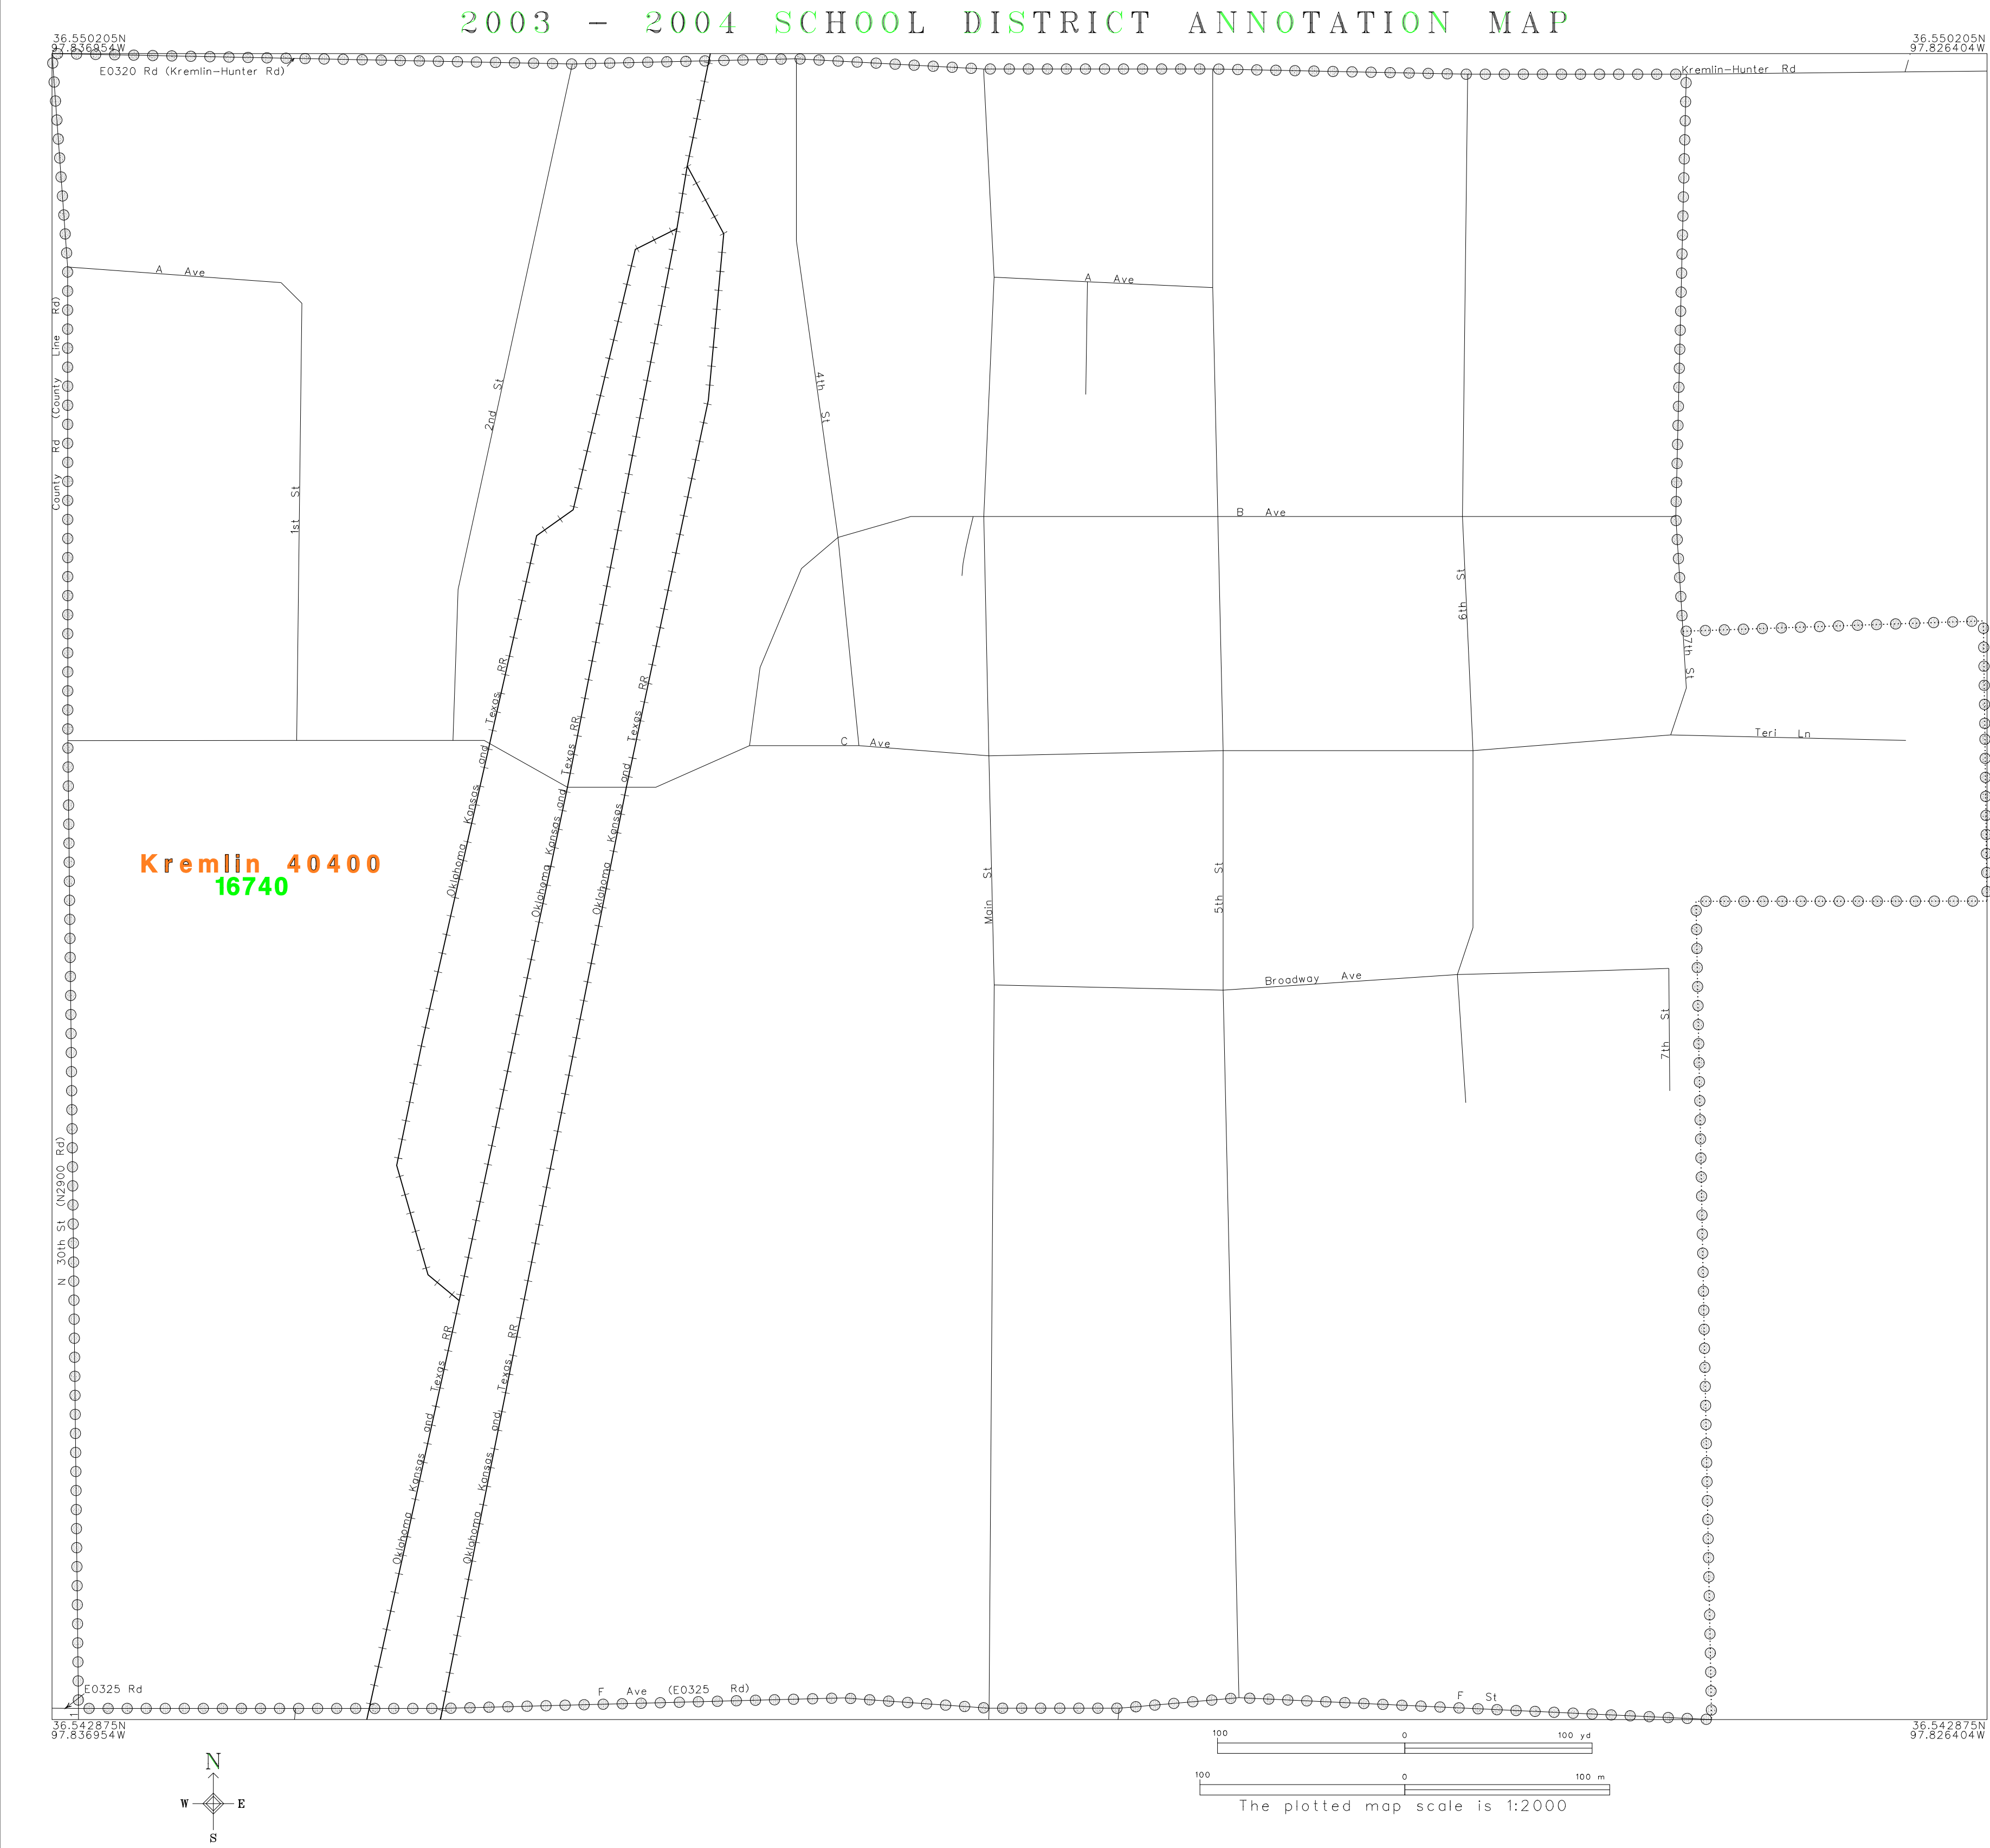 2003 - 2004 SCHOOL DISTRICT ANNOTATION MAP
36.550205N
97.836954W
36.550205N
97.826404W
E0320 Rd (Kremlin-Hunter Rd)
Kremlin-Hunter Rd
A Ave
A Ave
County Rd (County Line Rd)
1st St
2nd St
4th St
B Ave
6th St
7th St
Oklahoma Kansas and Texas RR
Oklahoma Kansas and Texas RR
Oklahoma Kansas and Texas RR
C Ave
Teri Ln
Kremlin 40400
16740
Main St
5th St
Broadway Ave
7th St
N 30th St (N2900 Rd)
Oklahoma Kansas and Texas RR
Oklahoma Kansas and Texas RR
E0325 Rd
F Ave (E0325 Rd)
F St
36.542875N
97.836954W
36.542875N
97.826404W
100 0 100 yd
100 0 100 m
The plotted map scale is 1:2000
N
W E
S